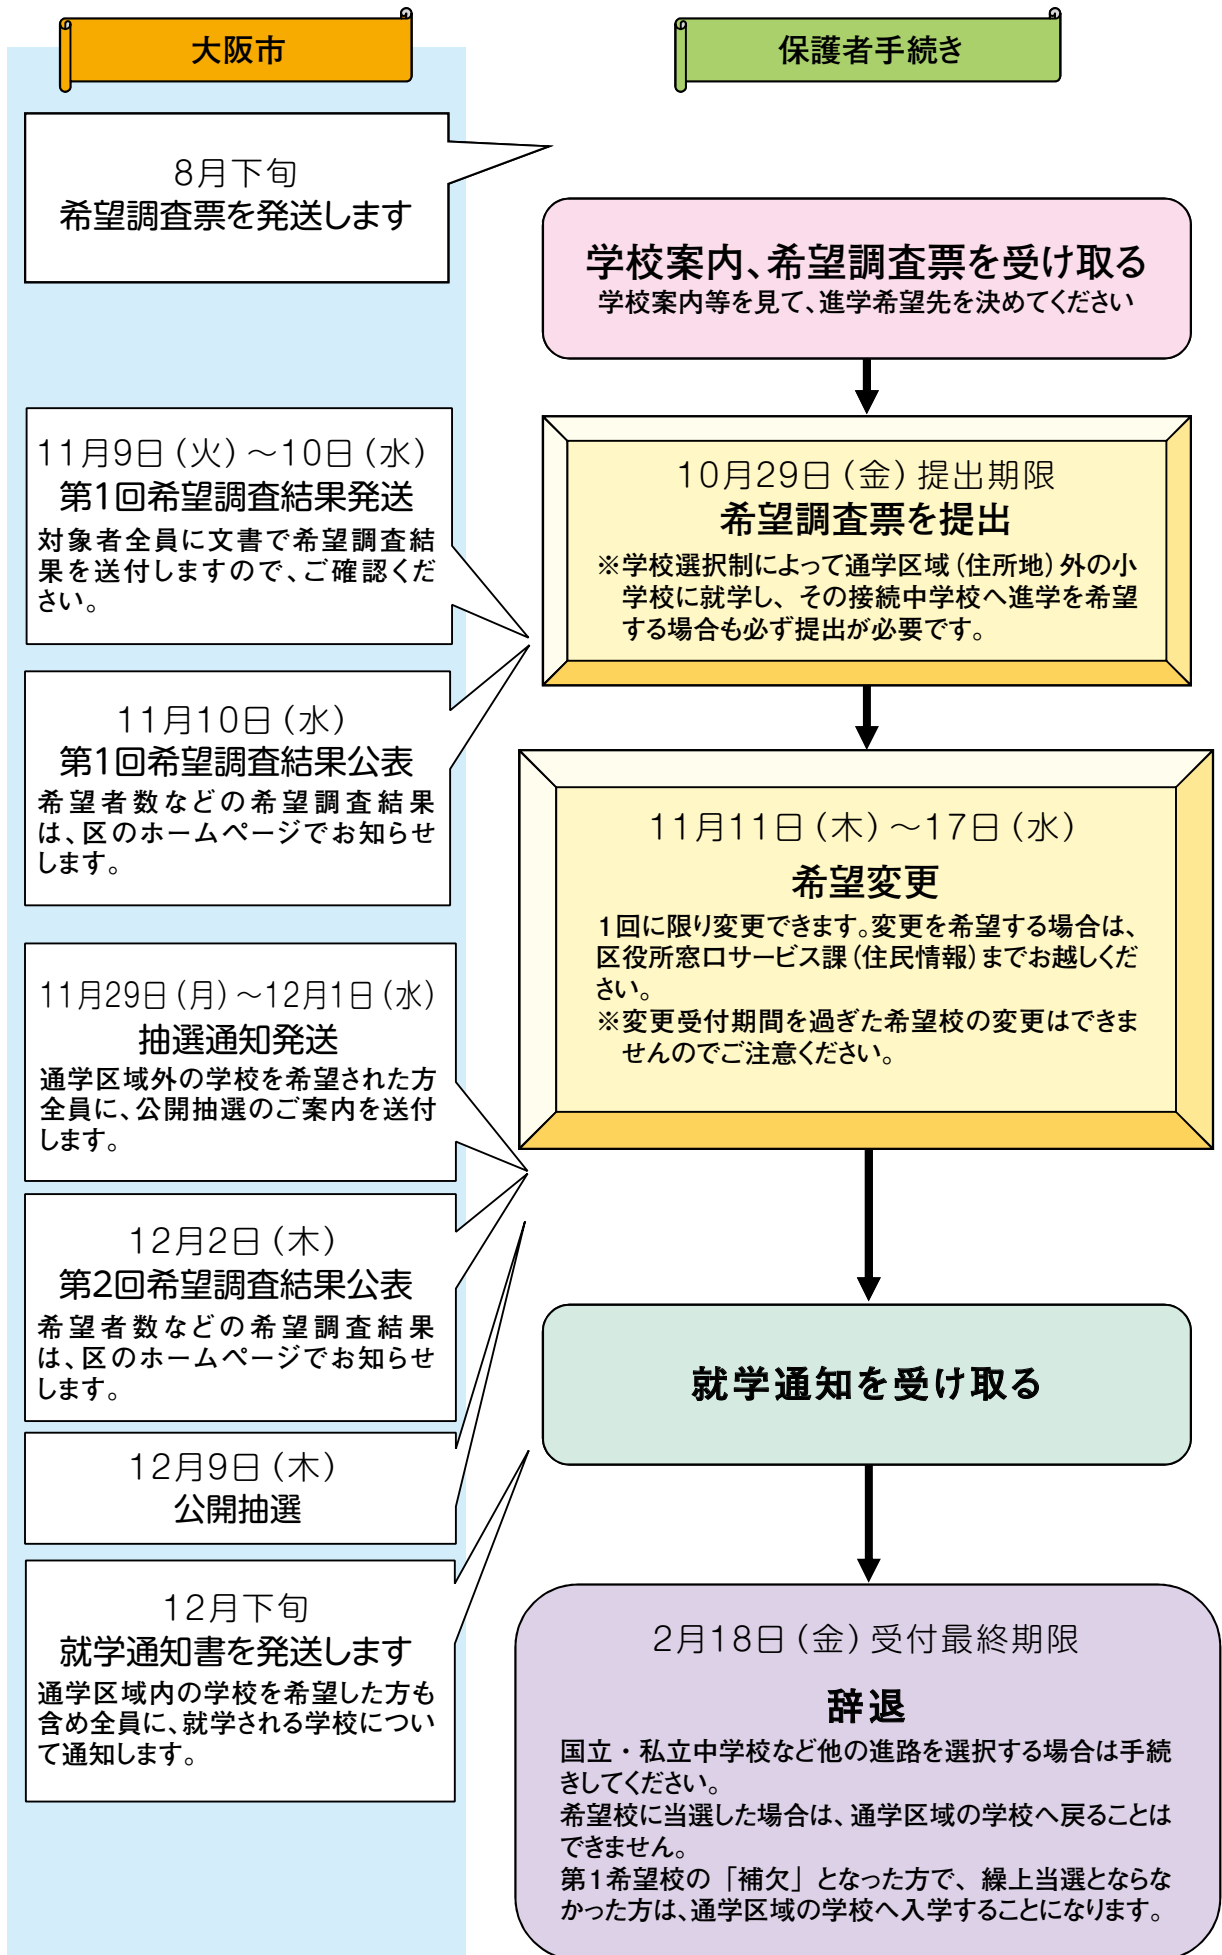 大阪市
保護者手続き
8月下旬
希望調査票を発送します
学校案内、希望調査票を受け取る
学校案内等を見て、進学希望先を決めてください
11月9日（火）～10日（水）
第1回希望調査結果発送
対象者全員に文書で希望調査結
果を送付しますので、ご確認くだ
さい。
10月29日（金）提出期限
希望調査票を提出
※学校選択制によって通学区域（住所地）外の小
学校に就学し、その接続中学校へ進学を希望
する場合も必ず提出が必要です。
11月10日（水）
第1回希望調査結果公表
希望者数などの希望調査結果
は、区のホームページでお知らせ
します。
11月11日（木）～17日（水）
希望変更
1回に限り変更できます。変更を希望する場合は、
区役所窓口サービス課（住民情報）までお越しくだ
さい。
※変更受付期間を過ぎた希望校の変更はできま
せんのでご注意ください。
11月29日（月）～12月1日（水）
抽選通知発送
通学区域外の学校を希望された方
全員に、公開抽選のご案内を送付
します。
12月2日（木）
第2回希望調査結果公表
希望者数などの希望調査結果
は、区のホームページでお知らせ
します。
就学通知を受け取る
12月9日（木）
公開抽選
12月下旬
就学通知書を発送します
通学区域内の学校を希望した方も
含め全員に、就学される学校につい
て通知します。
2月18日（金）受付最終期限
辞退
国立・私立中学校など他の進路を選択する場合は手続
きしてください。
希望校に当選した場合は、通学区域の学校へ戻ることは
できません。
第1希望校の「補欠」となった方で、繰上当選とならな
かった方は、通学区域の学校へ入学することになります。